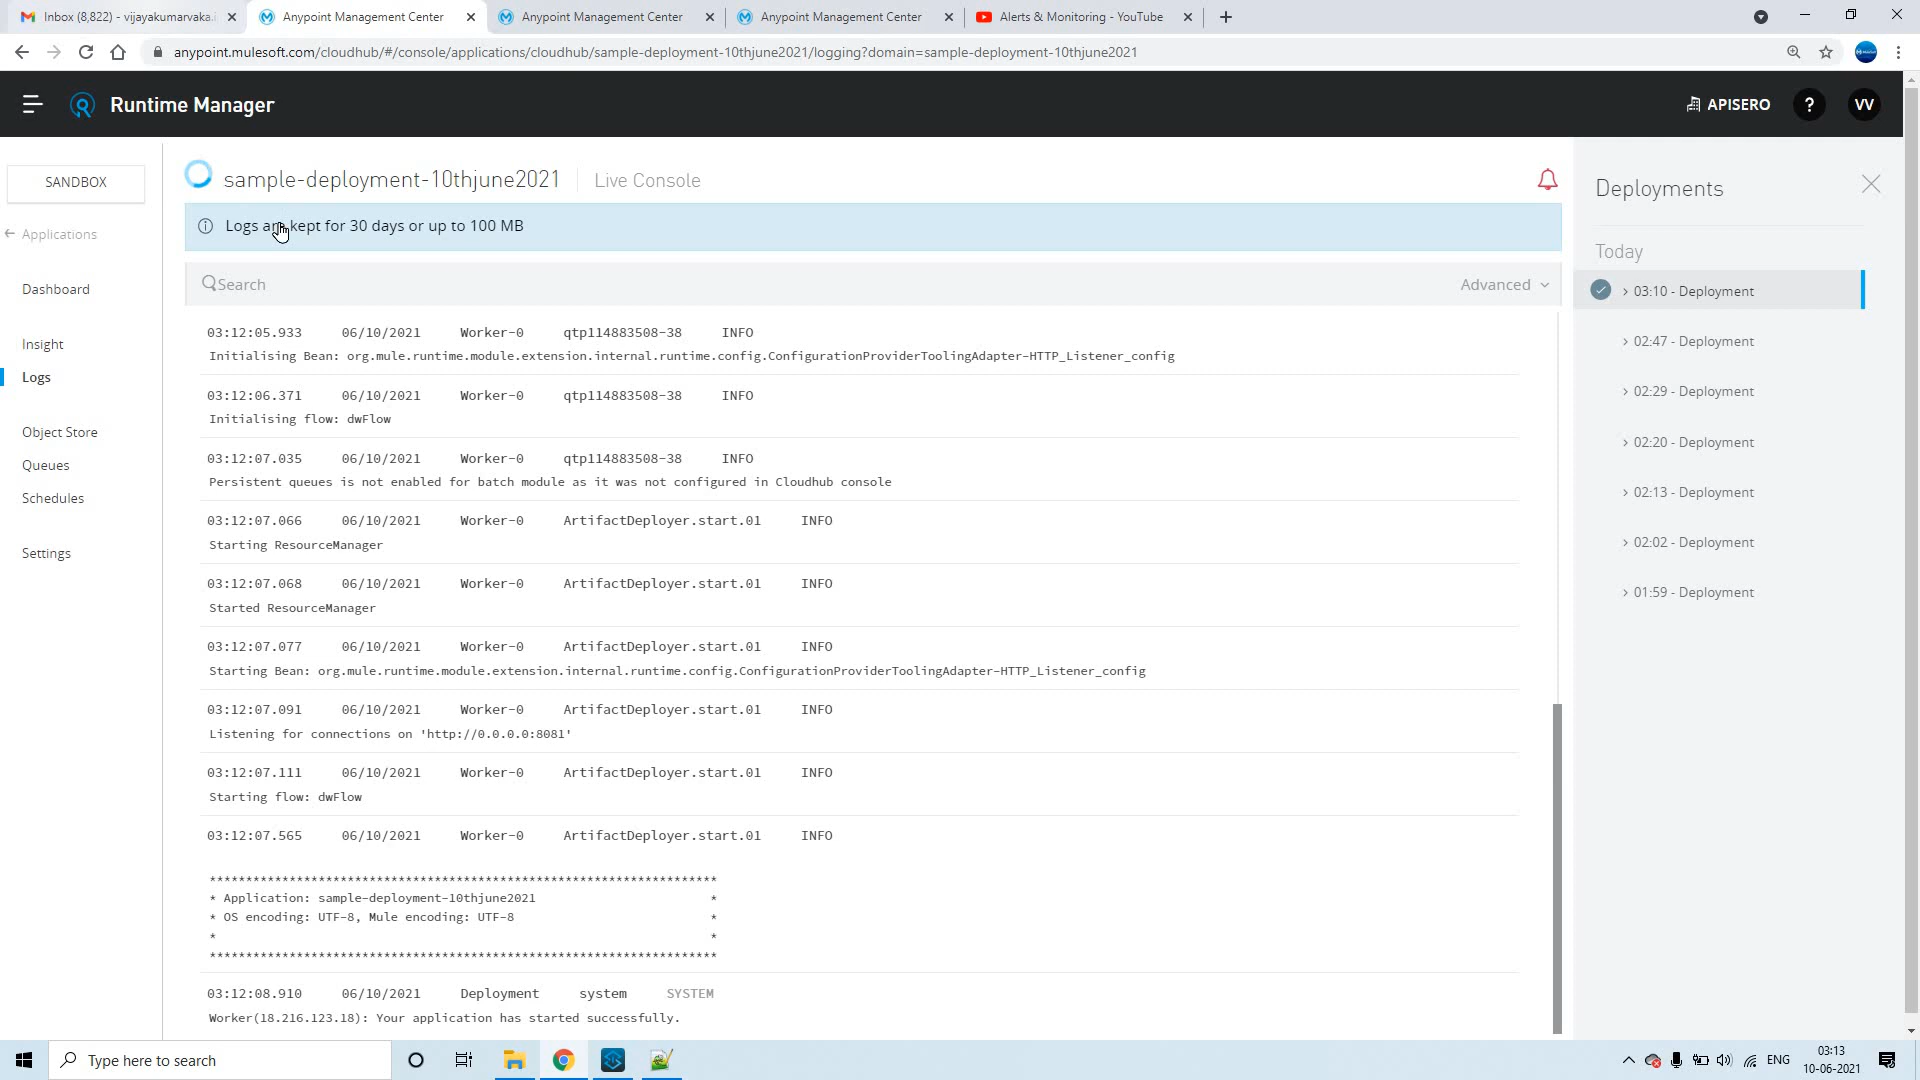 Inbox (8,822) - vijayakumarvaka.i
Anypoint Management Center
Anypoint Management Center
Anypoint Management Center
Alerts & Monitoring - YouTube
anypoint.mulesoft.com/cloudhub/#/console/applications/cloudhub/sample-deployment-10thjune2021/logging?domain=sample-deployment-10thjune2021
Runtime Manager
APISERO
?
VV
SANDBOX
Applications
Dashboard
Insight
Logs
Object Store
Queues
Schedules
Settings
sample-deployment-10thjune2021
Live Console
Logs are kept for 30 days or up to 100 MB
Search
Advanced
03:12:05.933 06/10/2021 Worker-0 qtp114883508-38 INFO
Initialising Bean: org.mule.runtime.module.extension.internal.runtime.config.ConfigurationProviderToolingAdapter-HTTP_Listener_config
03:12:06.371 06/10/2021 Worker-0 qtp114883508-38 INFO
Initialising flow: dwFlow
03:12:07.035 06/10/2021 Worker-0 qtp114883508-38 INFO
Persistent queues is not enabled for batch module as it was not configured in Cloudhub console
03:12:07.066 06/10/2021 Worker-0 ArtifactDeployer.start.01 INFO
Starting ResourceManager
03:12:07.068 06/10/2021 Worker-0 ArtifactDeployer.start.01 INFO
Started ResourceManager
03:12:07.077 06/10/2021 Worker-0 ArtifactDeployer.start.01 INFO
Starting Bean: org.mule.runtime.module.extension.internal.runtime.config.ConfigurationProviderToolingAdapter-HTTP_Listener_config
03:12:07.091 06/10/2021 Worker-0 ArtifactDeployer.start.01 INFO
Listening for connections on 'http://0.0.0.0:8081'
03:12:07.111 06/10/2021 Worker-0 ArtifactDeployer.start.01 INFO
Starting flow: dwFlow
03:12:07.565 06/10/2021 Worker-0 ArtifactDeployer.start.01 INFO
**********************************************************************
* Application: sample-deployment-10thjune2021 *
* OS encoding: UTF-8, Mule encoding: UTF-8 *
* *
**********************************************************************
03:12:08.910 06/10/2021 Deployment system SYSTEM
Worker(18.216.123.18): Your application has started successfully.
Deployments
Today
03:10 - Deployment
02:47 - Deployment
02:29 - Deployment
02:20 - Deployment
02:13 - Deployment
02:02 - Deployment
01:59 - Deployment
Type here to search
ENG
03:13
10-06-2021